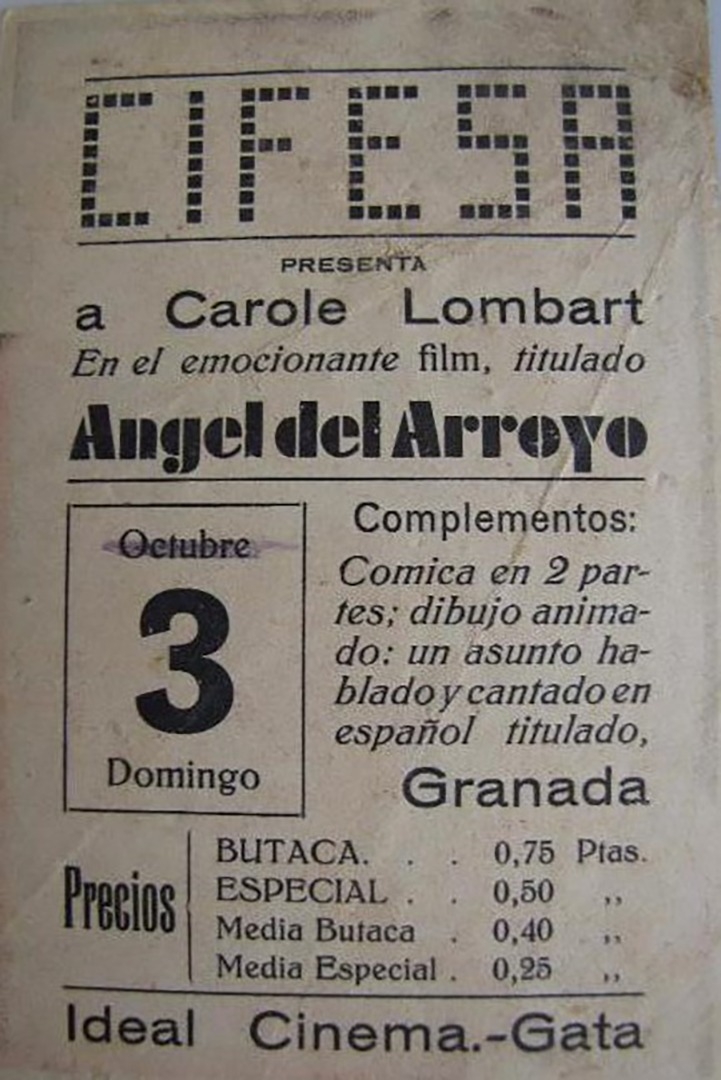 CIFESA
PRESENTA
a Carole Lombart
En el emocionante film, titulado
Angel del Arroyo
Octubre
3
Domingo
Complementos:
Comica en 2 par-
tes; dibujo anima-
do: un asunto ha-
blado y cantado en
español titulado,
Granada
Precios
BUTACA. . . 0,75 Ptas.
ESPECIAL . . 0,50 ,,
Media Butaca . 0,40 ,,
Media Especial . 0,25 ,,
Ideal Cinema.-Gata